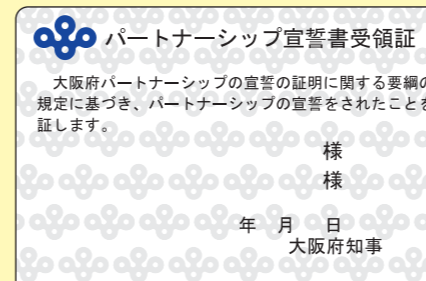 パートナーシップ宣誓書受領証
大阪府パートナーシップの宣誓の証明に関する要綱の
規定に基づき、パートナーシップの宣誓をされたことを
証します。
様
様
年 月 日
大阪府知事